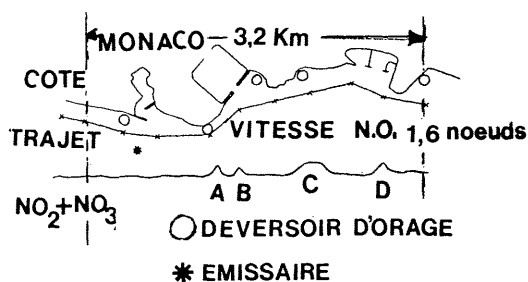 MONACO – 3,2 Km
COTE
TRAJET VITESSE N.O. 1,6 noeuds
A B C D
NO2+NO3
DEVERSOIR D'ORAGE
EMISSAIRE